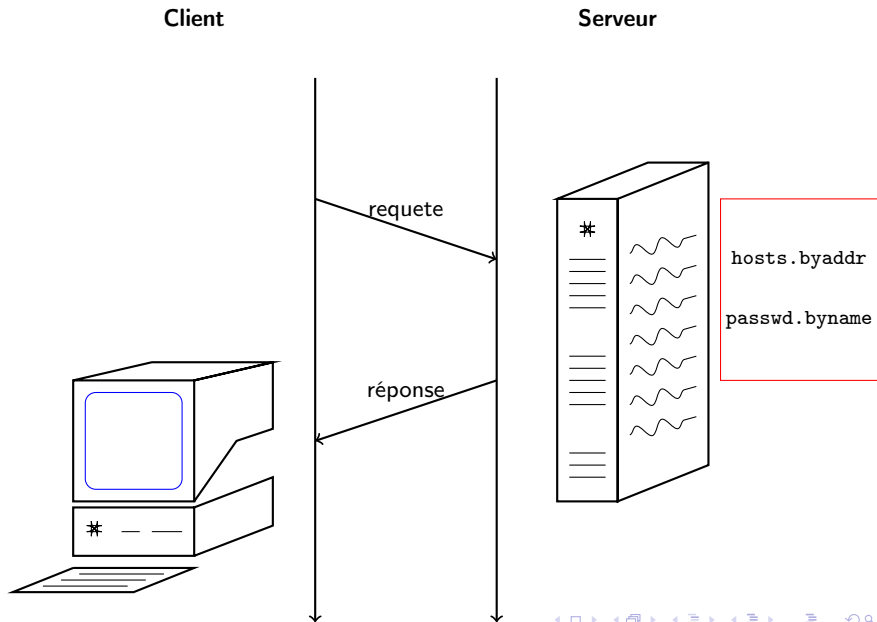 Client
Serveur
requete
hosts.byaddr
passwd.byname
réponse